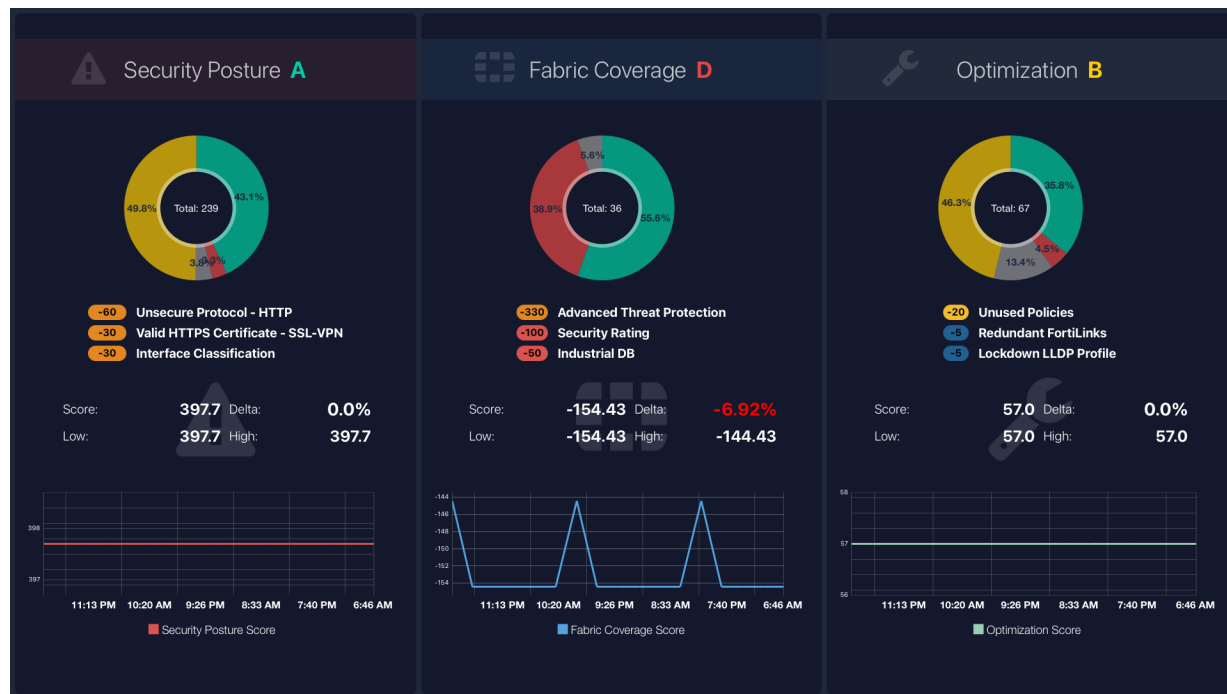 Security Posture A
49.8%
43.1%
3.8%
3.3%
Total: 239
-60 Unsecure Protocol - HTTP
-30 Valid HTTPS Certificate - SSL-VPN
-30 Interface Classification
Score: 397.7 Delta: 0.0%
Low: 397.7 High: 397.7
398
397
11:13 PM 10:20 AM 9:26 PM 8:33 AM 7:40 PM 6:46 AM
Security Posture Score
Fabric Coverage D
5.6%
38.9%
55.6%
Total: 36
-330 Advanced Threat Protection
-100 Security Rating
-50 Industrial DB
Score: -154.43 Delta: -6.92%
Low: -154.43 High: -144.43
-144
-146
-148
-150
-152
-154
11:13 PM 10:20 AM 9:26 PM 8:33 AM 7:40 PM 6:46 AM
Fabric Coverage Score
Optimization B
46.3%
35.8%
4.5%
13.4%
Total: 67
-20 Unused Policies
-5 Redundant FortiLinks
-5 Lockdown LLDP Profile
Score: 57.0 Delta: 0.0%
Low: 57.0 High: 57.0
58
57
56
11:13 PM 10:20 AM 9:26 PM 8:33 AM 7:40 PM 6:46 AM
Optimization Score